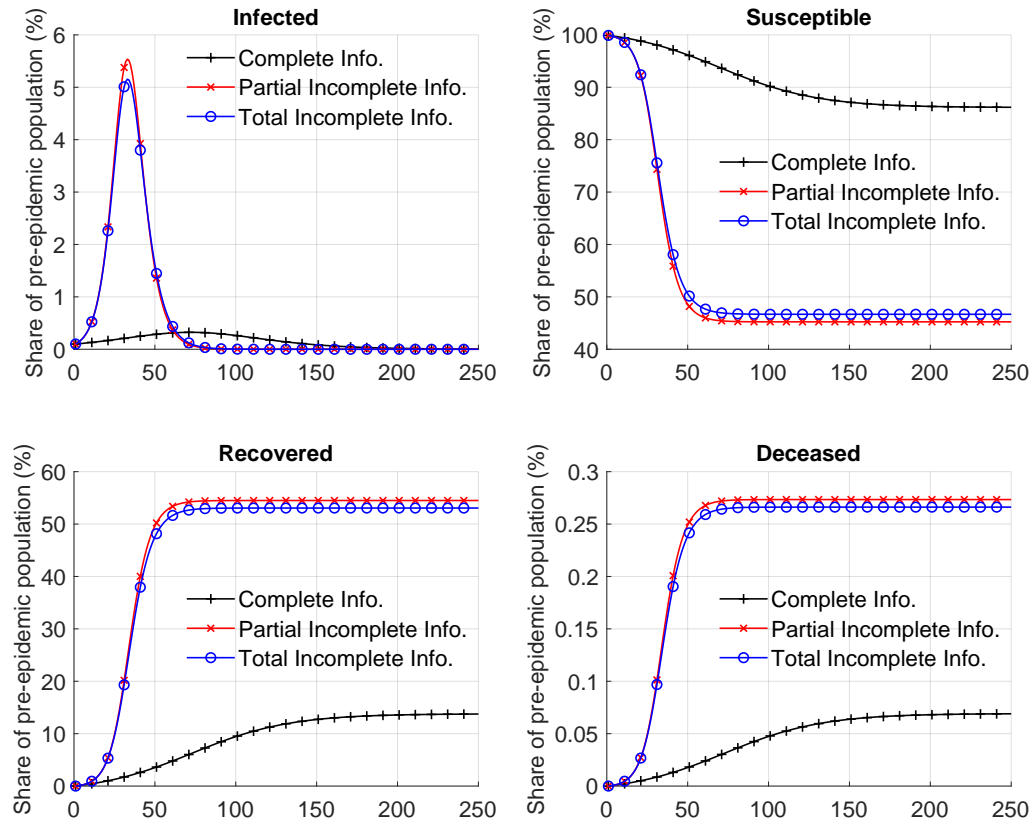 Infected
Share of pre-epidemic population (%)
6
5
4
3
2
1
0
Complete Info.
Partial Incomplete Info.
Total Incomplete Info.
0 50 100 150 200 250
Susceptible
Share of pre-epidemic population (%)
100
90
80
70
60
50
40
Complete Info.
Partial Incomplete Info.
Total Incomplete Info.
0 50 100 150 200 250
Recovered
Share of pre-epidemic population (%)
60
50
40
30
20
10
0
Complete Info.
Partial Incomplete Info.
Total Incomplete Info.
0 50 100 150 200 250
Deceased
Share of pre-epidemic population (%)
0.3
0.25
0.2
0.15
0.1
0.05
0
Complete Info.
Partial Incomplete Info.
Total Incomplete Info.
0 50 100 150 200 250